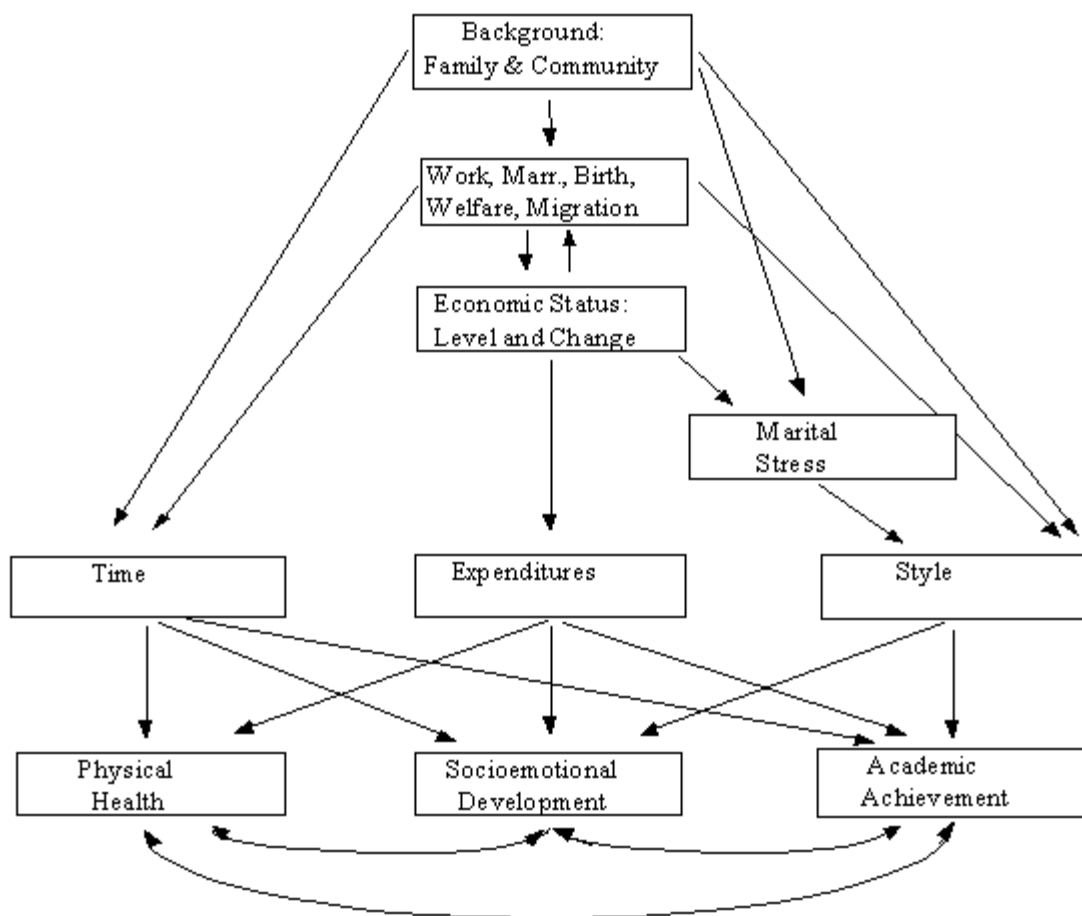 Background:
Family & Community
Work, Marr., Birth,
Welfare, Migration
Economic Status:
Level and Change
Marital
Stress
Time
Expenditures
Style
Physical
Health
Socioemotional
Development
Academic
Achievement